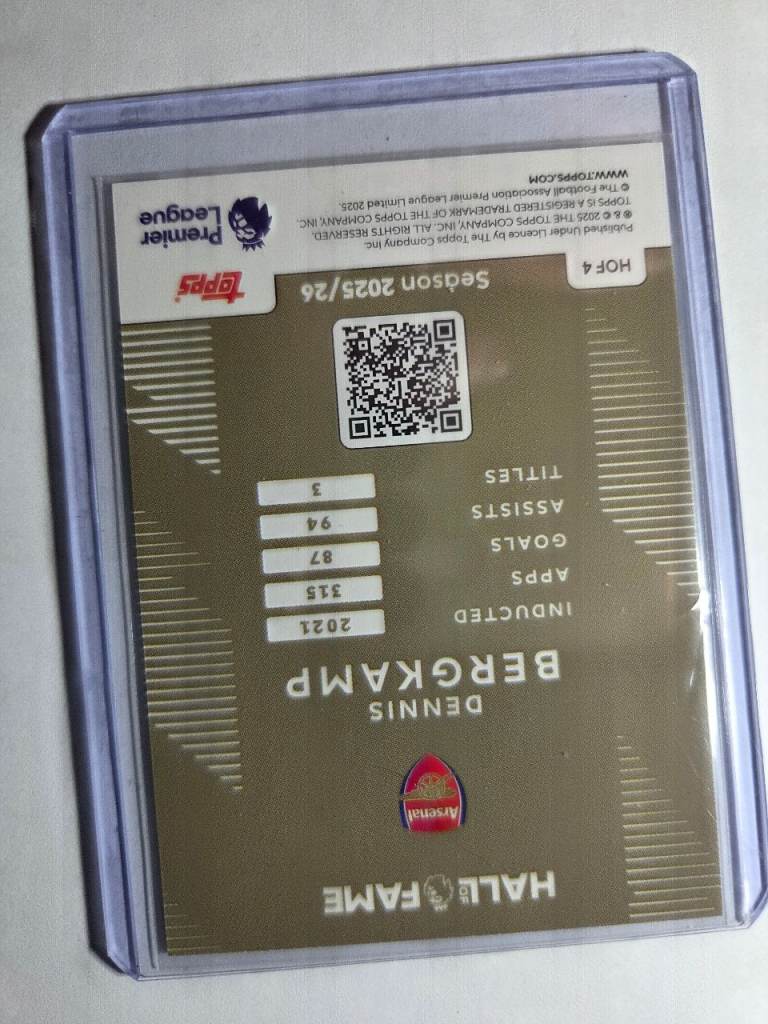 HALL OF FAME
Arsenal
DENNIS
BERGKAMP
INDUCTED 2021
APPS 315
GOALS 87
ASSISTS 94
TITLES 3
Season 2025/26
HOF 4
topps
Published Under Licence by The Topps Company Inc.
® & © 2025 THE TOPPS COMPANY, INC. ALL RIGHTS RESERVED.
TOPPS IS A REGISTERED TRADEMARK OF THE TOPPS COMPANY, INC.
© The Football Association Premier League Limited 2025.
WWW.TOPPS.COM
Premier
League